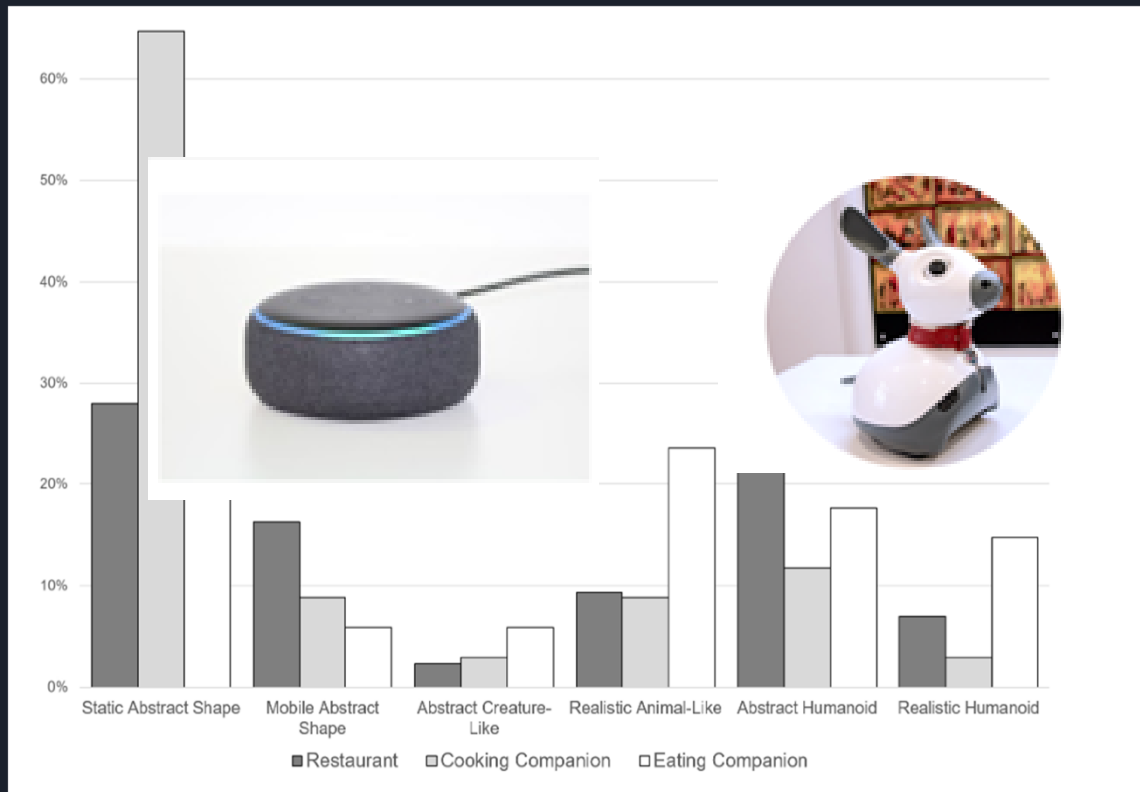 60%
50%
40%
30%
20%
10%
0%
Static Abstract Shape
Mobile Abstract
Shape
Abstract Creature-
Like
Realistic Animal-Like
Abstract Humanoid
Realistic Humanoid
Restaurant
Cooking Companion
Eating Companion